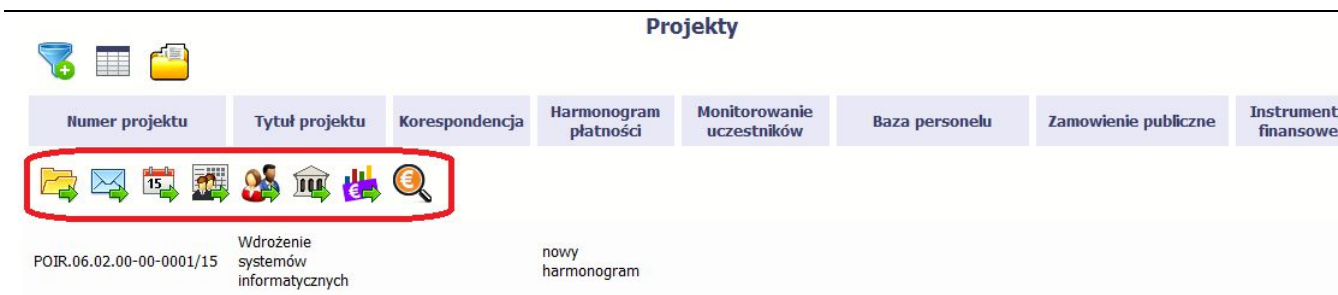 Projekty
Numer projektu Tytuł projektu Korespondencja Harmonogram płatności Monitorowanie uczestników Baza personelu Zamowienie publiczne Instrument finansowe
15
POIR.06.02.00-00-0001/15 Wdrożenie systemów informatycznych nowy harmonogram